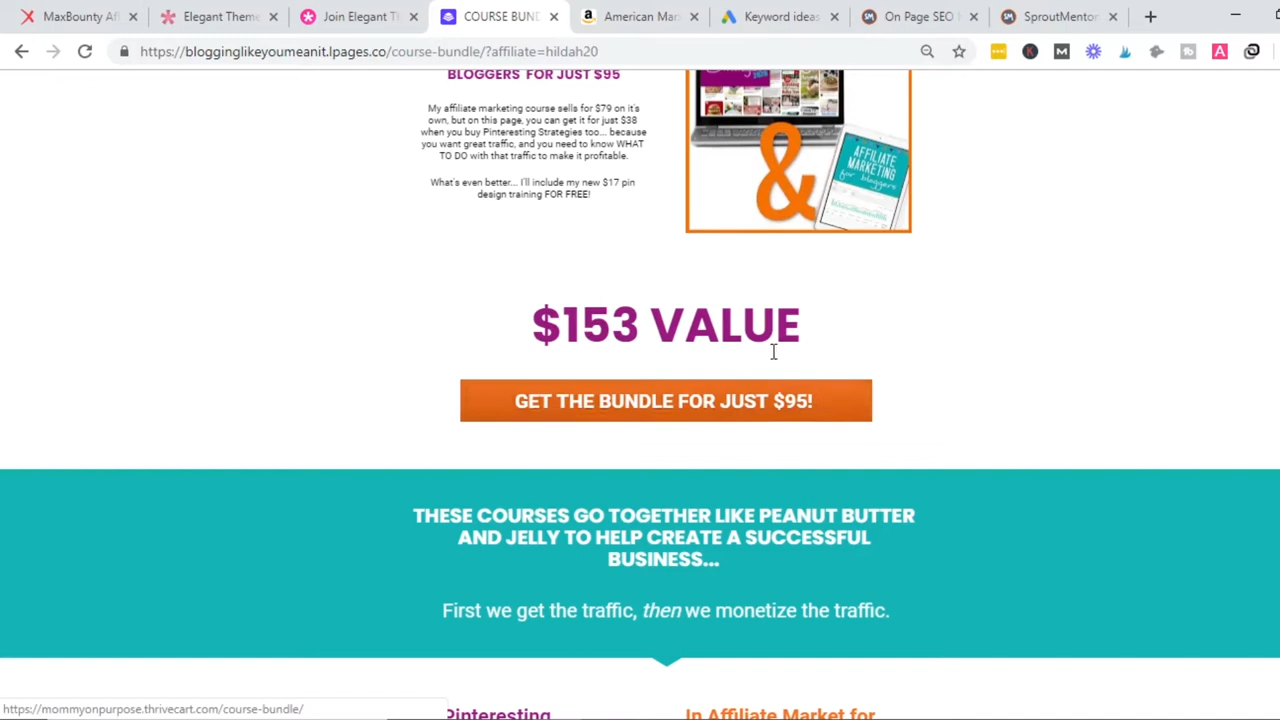 MaxBounty Aff
Elegant Theme
Join Elegant T
COURSE BUND
American Mar
Keyword idea
On Page SEO
SproutMentor
https://blogginglikeyoumeanit.lpages.co/course-bundle/?affiliate=hildah20
BLOGGERS FOR JUST $95
My affiliate marketing course sells for $79 on it's
own, but on this page, you can get it for just $38
when you buy Pinteresting Strategies too... because
you want great traffic, and you need to know WHAT
TO DO with that traffic to make it profitable.
What's even better... I'll include my new $17 pin
design training FOR FREE!
&
AFFILIATE
MARKETING
for bloggers
$153 VALUE
GET THE BUNDLE FOR JUST $95!
THESE COURSES GO TOGETHER LIKE PEANUT BUTTER
AND JELLY TO HELP CREATE A SUCCESSFUL
BUSINESS...
First we get the traffic, then we monetize the traffic.
https://mommyonpurpose.thrivecart.com/course-bundle/
Pinteresting
In Affiliate Market for